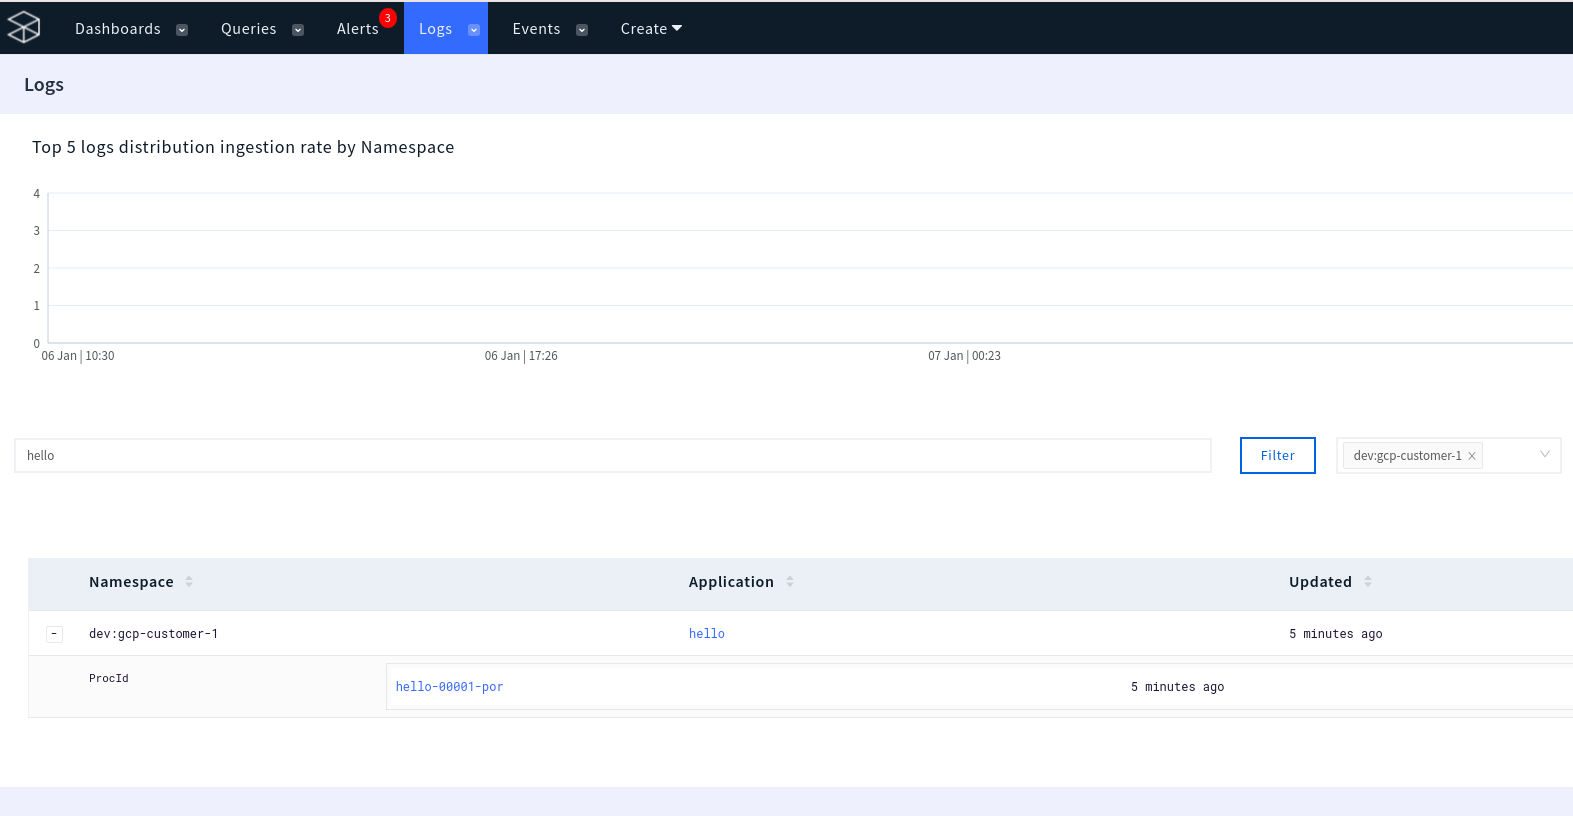 Dashboards Queries Alerts 3 Logs Events Create
Logs
Top 5 logs distribution ingestion rate by Namespace
4
3
2
1
0
06 Jan | 10:30 06 Jan | 17:26 07 Jan | 00:23
hello Filter dev:gcp-customer-1 ×
Namespace Application Updated
- dev:gcp-customer-1 hello 5 minutes ago
ProcId hello-00001-por 5 minutes ago